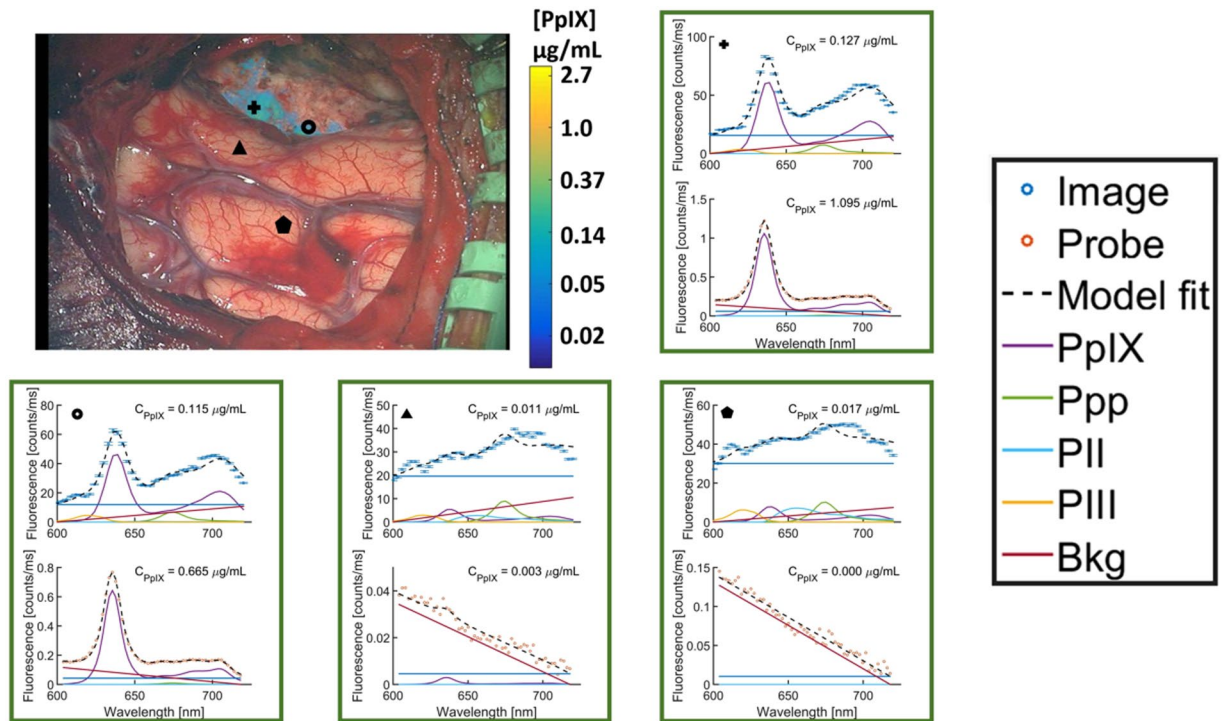 [PpIX]
µg/mL
2.7
1.0
0.37
0.14
0.05
0.02
C_PpIX = 0.127 µg/mL
Fluorescence [counts/ms]
100
50
0
600 650 700
C_PpIX = 1.095 µg/mL
Fluorescence [counts/ms]
1.5
1
0.5
0
600 650 700
Wavelength [nm]
Image
Probe
Model fit
PpIX
Ppp
PII
PIII
Bkg
C_PpIX = 0.115 µg/mL
Fluorescence [counts/ms]
80
60
40
20
0
600 650 700
C_PpIX = 0.665 µg/mL
Fluorescence [counts/ms]
0.8
0.6
0.4
0.2
0
600 650 700
Wavelength [nm]
C_PpIX = 0.011 µg/mL
Fluorescence [counts/ms]
50
40
30
20
10
0
600 650 700
C_PpIX = 0.003 µg/mL
Fluorescence [counts/ms]
0.04
0.02
0
600 650 700
Wavelength [nm]
C_PpIX = 0.017 µg/mL
Fluorescence [counts/ms]
60
40
20
0
600 650 700
C_PpIX = 0.000 µg/mL
Fluorescence [counts/ms]
0.15
0.1
0.05
0
600 650 700
Wavelength [nm]